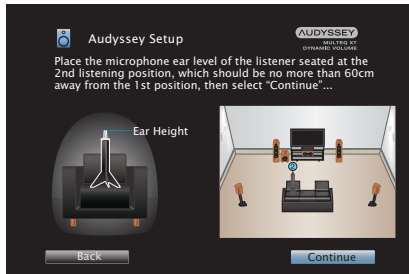 Audyssey Setup
AUDYSSEY
MULTEQ XT
DYNAMIC VOLUME
Place the microphone ear level of the listener seated at the
2nd listening position, which should be no more than 60cm
away from the 1st position, then select “Continue”...
Ear Height
Back
Continue